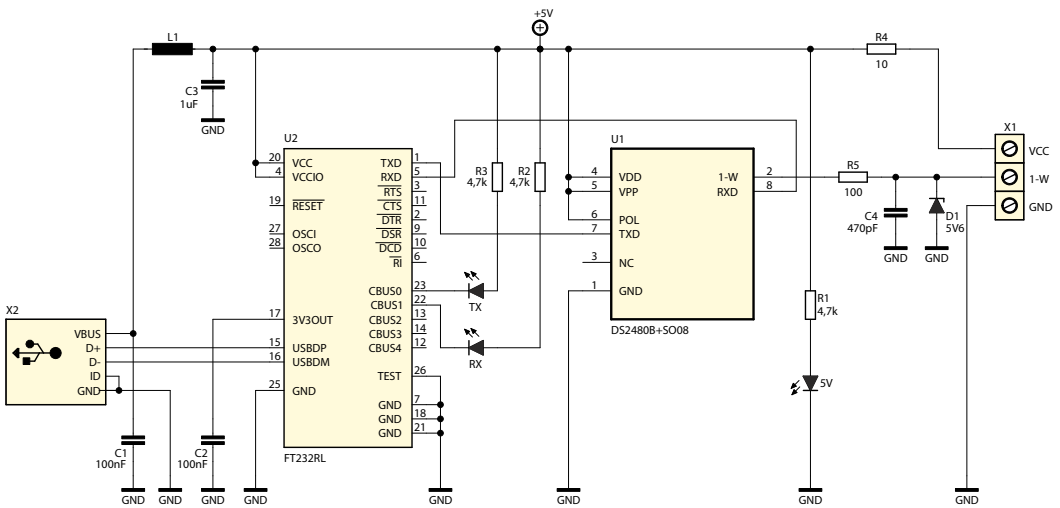 +5V
L1
R4
10
C3
1uF
GND
X1
VCC
1-W
GND
U2
20 VCC TXD 1
4 VCCIO RXD 5
RTS 3
19 RESET CTS 11
DTR 2
27 OSCI DSR 9
28 OSCO DCD 10
RI 6
CBUS0 23
CBUS1 22
17 3V3OUT CBUS2 13
CBUS3 14
15 USBDP CBUS4 12
16 USBDM
TEST 26
25 GND
GND 7
GND 18
GND 21
FT232RL
R3
4,7k
R2
4,7k
TX
RX
U1
4 VDD 1-W 2
5 VPP RXD 8
6 POL
7 TXD
3 NC
1 GND
DS2480B+SO08
R5
100
C4
470pF
GND
D1
5V6
GND
R1
4,7k
5V
X2
VBUS
D+
D-
ID
GND
C1
100nF
C2
100nF
GND
GND
GND
GND
GND
GND
GND
GND